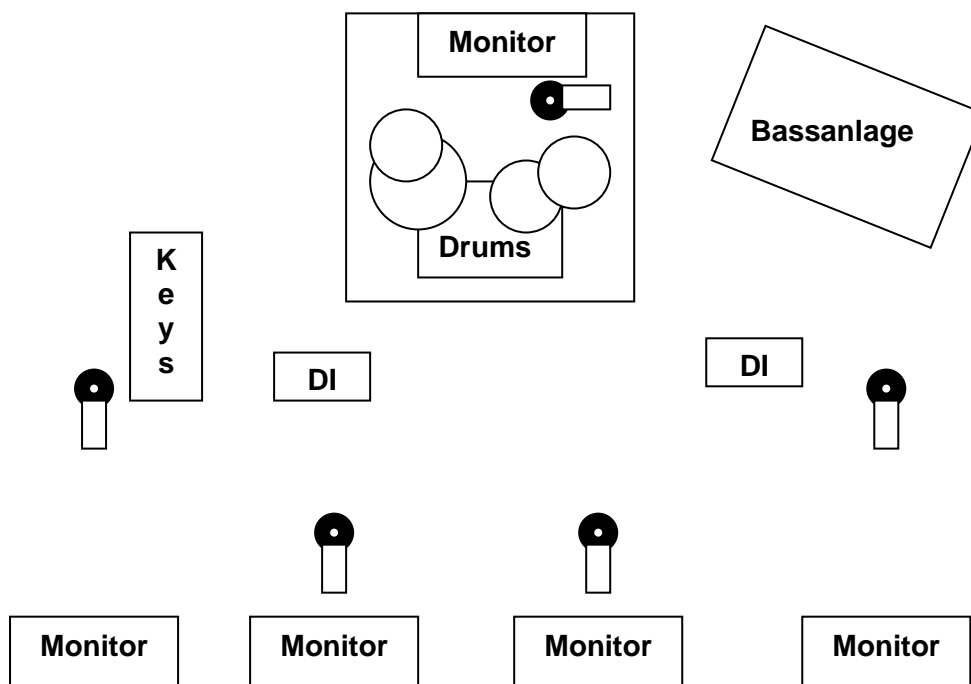 Monitor
Bassanlage
Drums
K
e
y
s
DI
DI
Monitor
Monitor
Monitor
Monitor